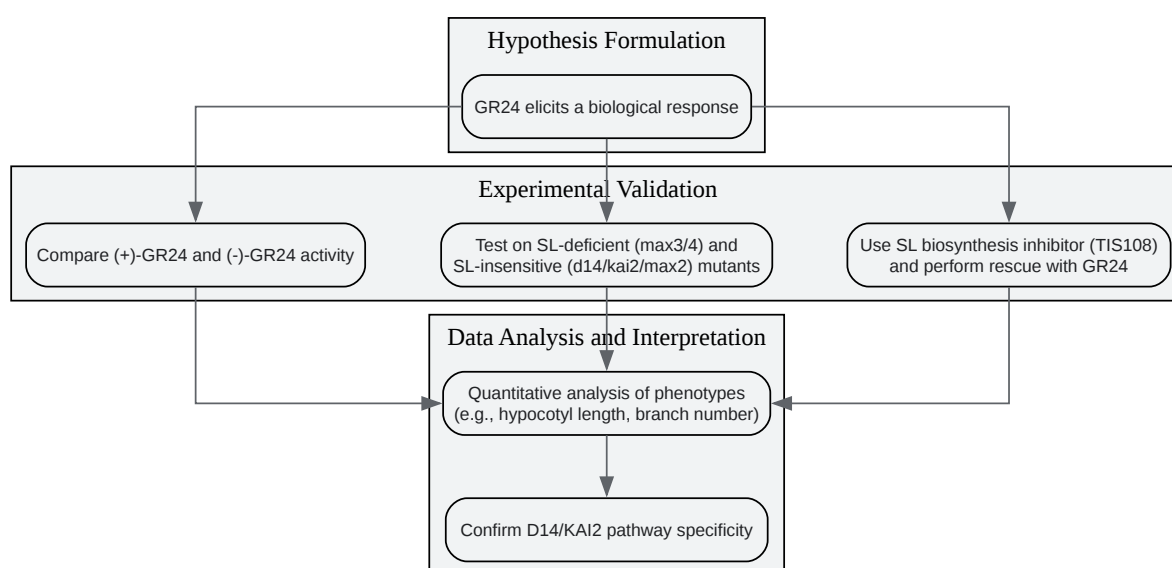 Hypothesis Formulation
GR24 elicits a biological response
Experimental Validation
Compare (+)-GR24 and (-)-GR24 activity
Test on SL-deficient (max3/4) and
SL-insensitive (d14/kai2/max2) mutants
Use SL biosynthesis inhibitor (TIS108)
and perform rescue with GR24
Data Analysis and Interpretation
Quantitative analysis of phenotypes
(e.g., hypocotyl length, branch number)
Confirm D14/KAI2 pathway specificity